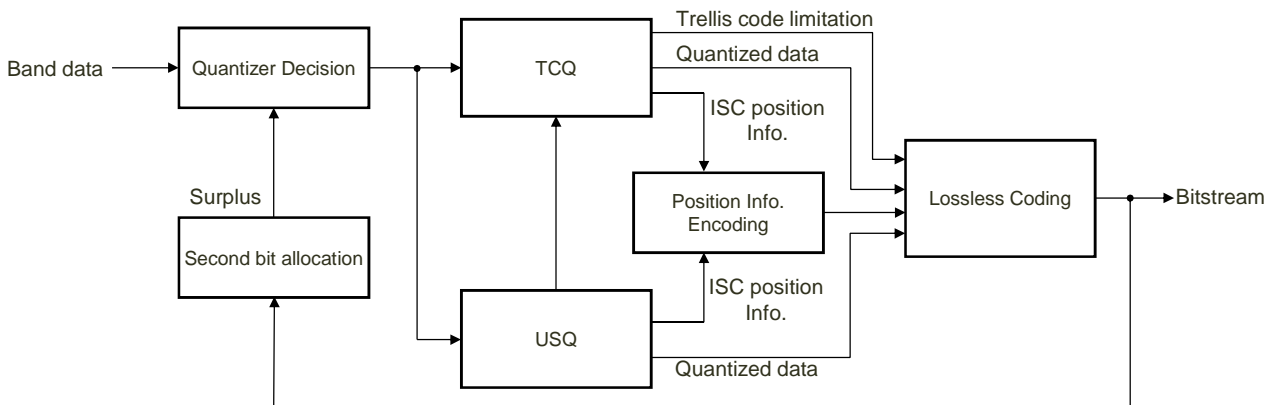 Trellis code limitation
Band data
Quantizer Decision
TCQ
Quantized data
ISC position
Info.
Surplus
Position Info.
Encoding
Lossless Coding
Bitstream
Second bit allocation
ISC position
Info.
USQ
Quantized data